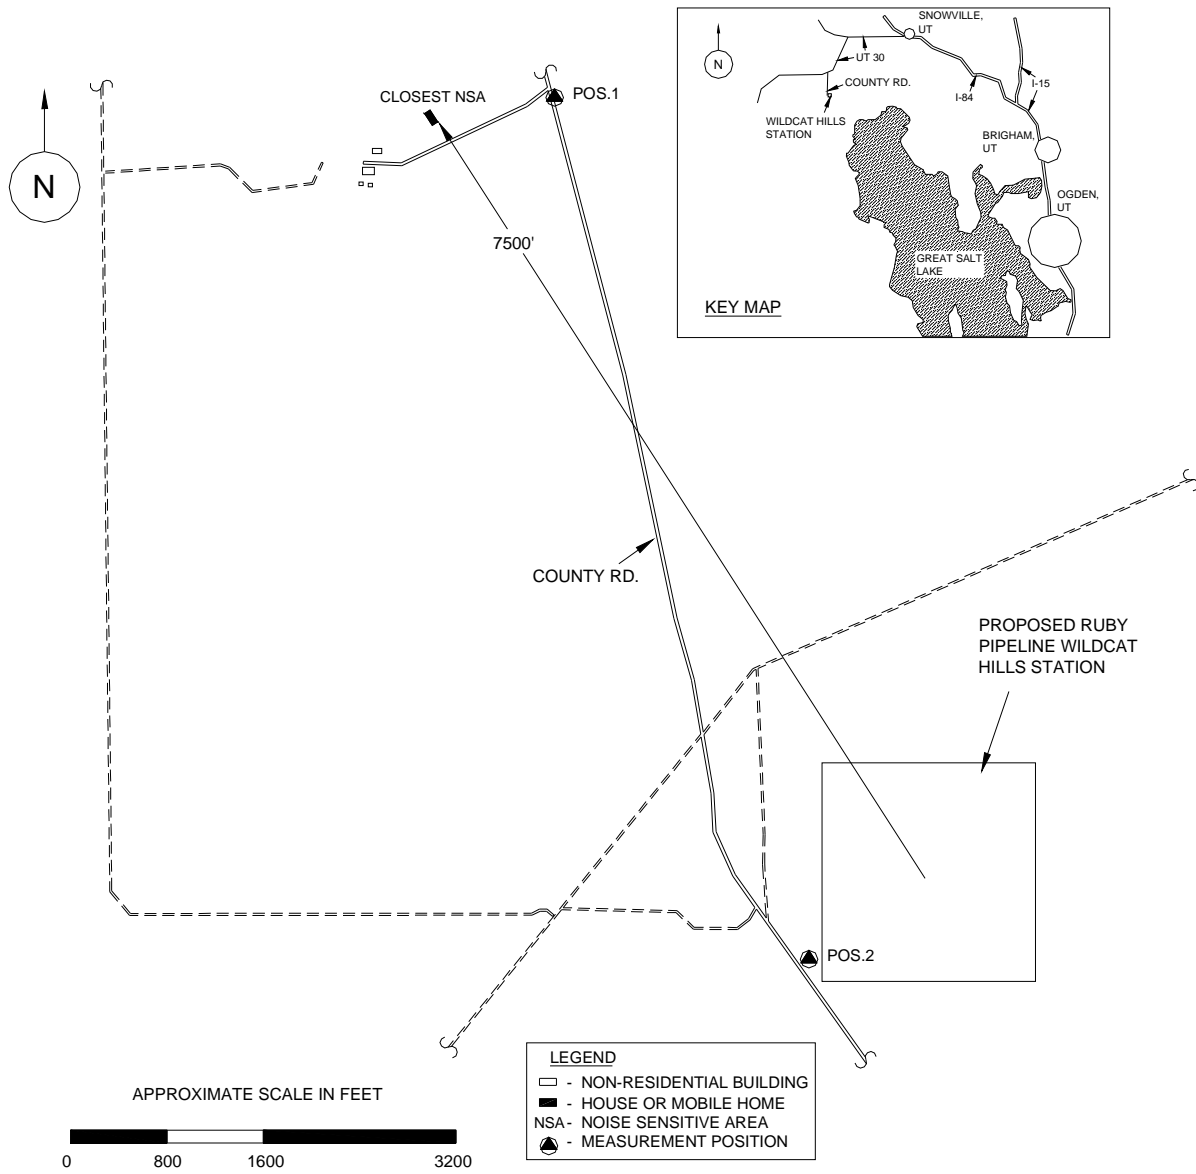 SNOWVILLE,
UT
N
UT 30
COUNTY RD.
I-15
I-84
WILDCAT HILLS
STATION
BRIGHAM,
UT
OGDEN,
UT
GREAT SALT
LAKE
KEY MAP
CLOSEST NSA
POS.1
N
7500'
COUNTY RD.
PROPOSED RUBY
PIPELINE WILDCAT
HILLS STATION
POS.2
LEGEND
- NON-RESIDENTIAL BUILDING
- HOUSE OR MOBILE HOME
NSA - NOISE SENSITIVE AREA
- MEASUREMENT POSITION
APPROXIMATE SCALE IN FEET
0 800 1600 3200